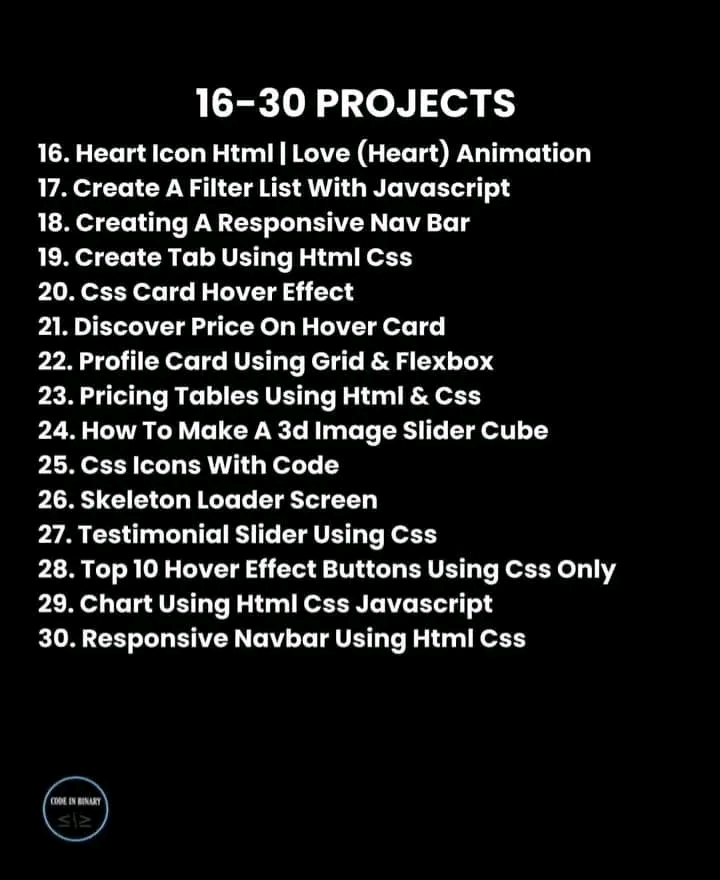 16-30 PROJECTS
16. Heart Icon Html | Love (Heart) Animation
17. Create A Filter List With Javascript
18. Creating A Responsive Nav Bar
19. Create Tab Using Html Css
20. Css Card Hover Effect
21. Discover Price On Hover Card
22. Profile Card Using Grid & Flexbox
23. Pricing Tables Using Html & Css
24. How To Make A 3d Image Slider Cube
25. Css Icons With Code
26. Skeleton Loader Screen
27. Testimonial Slider Using Css
28. Top 10 Hover Effect Buttons Using Css Only
29. Chart Using Html Css Javascript
30. Responsive Navbar Using Html Css
CODE IN BINARY
≤\≥